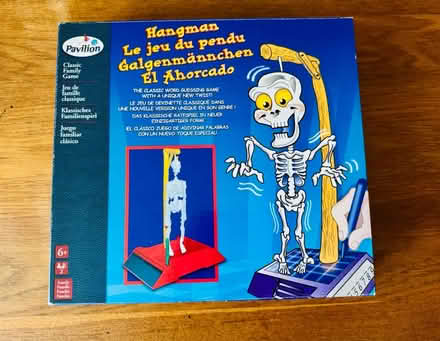 Pavilion
Classic
Family
Game
Jeu de
famille
classique
Klassisches
Familienspiel
Juego
familiar
clásico
6+
2
Hangman
Le jeu du pendu
Galgenmännchen
El Ahorcado
THE CLASSIC WORD GUESSING GAME
WITH A UNIQUE NEW TWIST!
LE JEU DE DEVINETTE CLASSIQUE DANS
UNE NOUVELLE VERSION UNIQUE EN SON GENRE!
DAS KLASSISCHE RATESPIEL IN NEUER
EINZIGARTIGER FORM!
EL CLÁSICO JUEGO DE ADIVINAR PALABRAS
CON UN NUEVO TOQUE ESPECIAL!